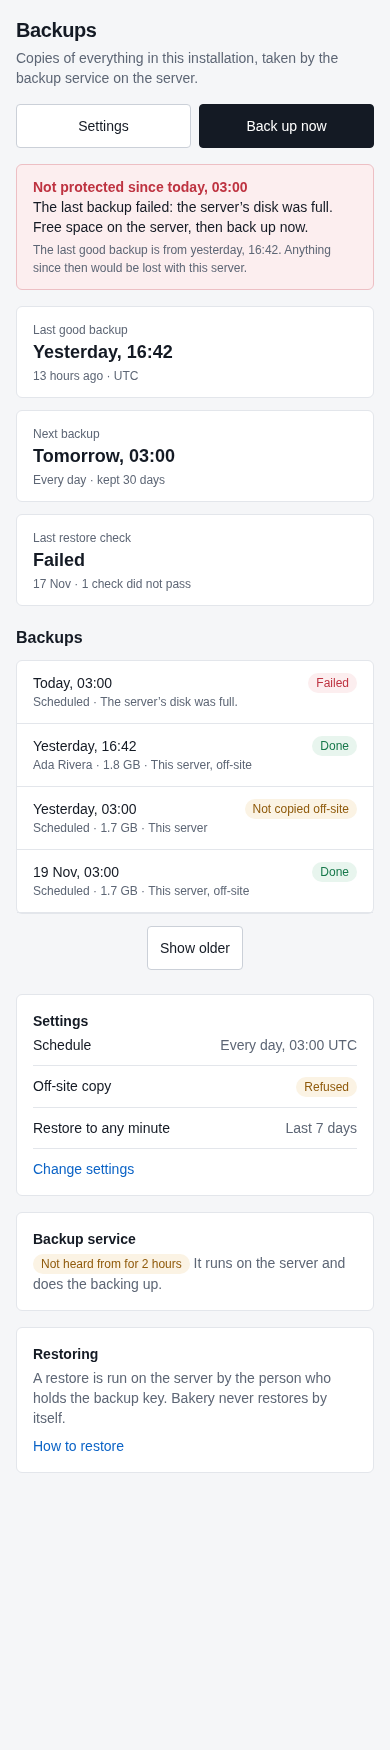 Backups
Copies of everything in this installation, taken by the
backup service on the server.
Settings
Back up now
Not protected since today, 03:00
The last backup failed: the server’s disk was full.
Free space on the server, then back up now.
The last good backup is from yesterday, 16:42. Anything
since then would be lost with this server.
Last good backup
Yesterday, 16:42
13 hours ago · UTC
Next backup
Tomorrow, 03:00
Every day · kept 30 days
Last restore check
Failed
17 Nov · 1 check did not pass
Backups
Today, 03:00
Failed
Scheduled · The server’s disk was full.
Yesterday, 16:42
Done
Ada Rivera · 1.8 GB · This server, off-site
Yesterday, 03:00
Not copied off-site
Scheduled · 1.7 GB · This server
19 Nov, 03:00
Done
Scheduled · 1.7 GB · This server, off-site
Show older
Settings
Schedule
Every day, 03:00 UTC
Off-site copy
Refused
Restore to any minute
Last 7 days
Change settings
Backup service
Not heard from for 2 hours It runs on the server and
does the backing up.
Restoring
A restore is run on the server by the person who
holds the backup key. Bakery never restores by
itself.
How to restore